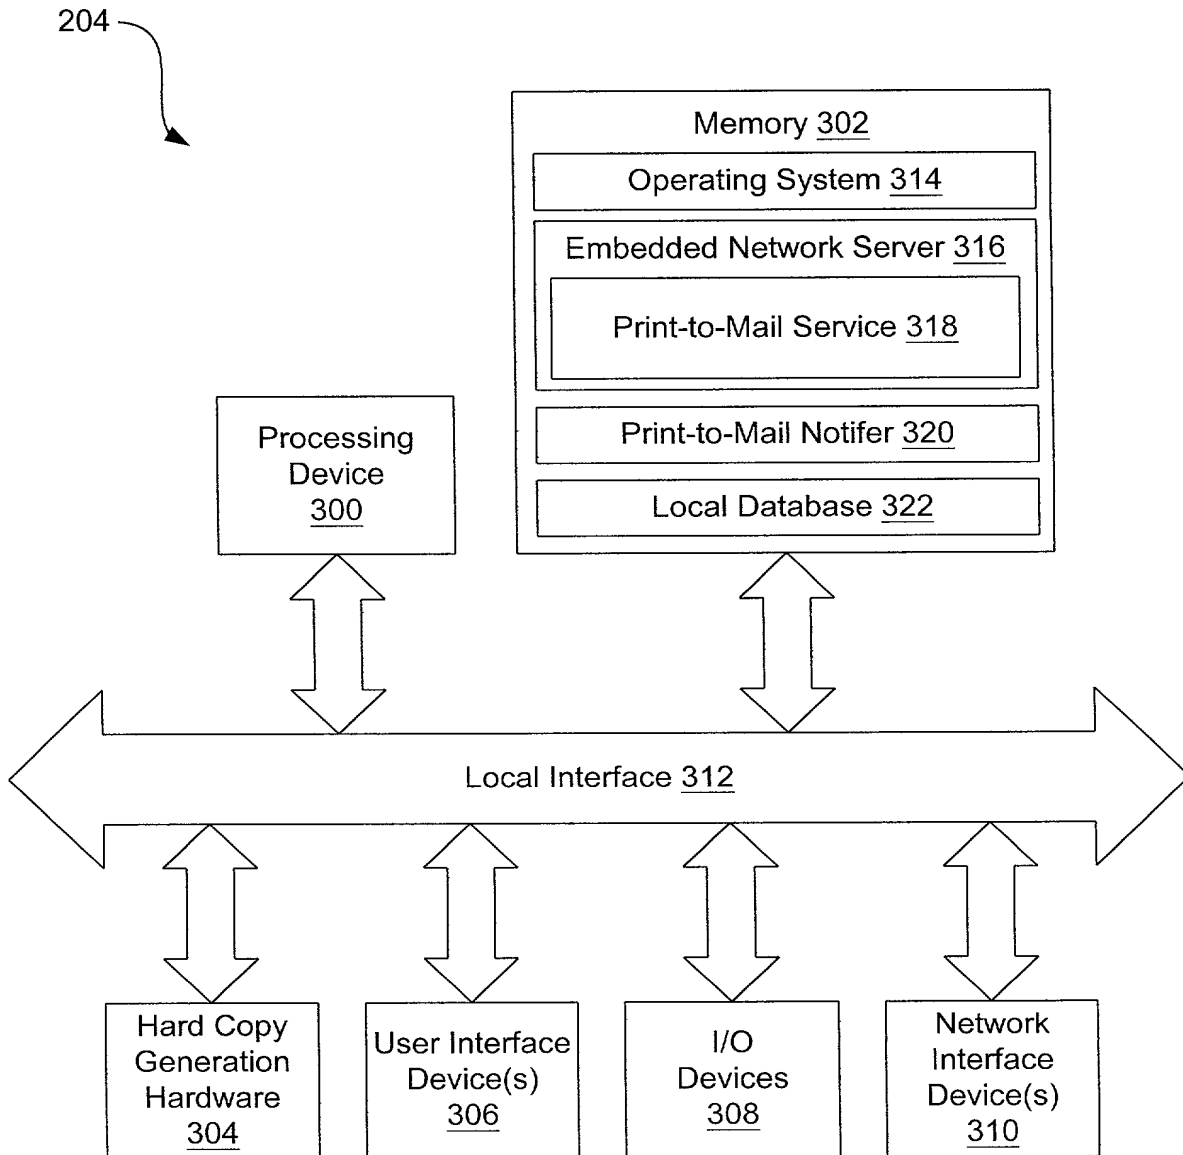 204
Memory 302
Operating System 314
Embedded Network Server 316
Print-to-Mail Service 318
Print-to-Mail Notifer 320
Local Database 322
Processing
Device
300
Local Interface 312
Hard Copy
Generation
Hardware
304
User Interface
Device(s)
306
I/O
Devices
308
Network
Interface
Device(s)
310